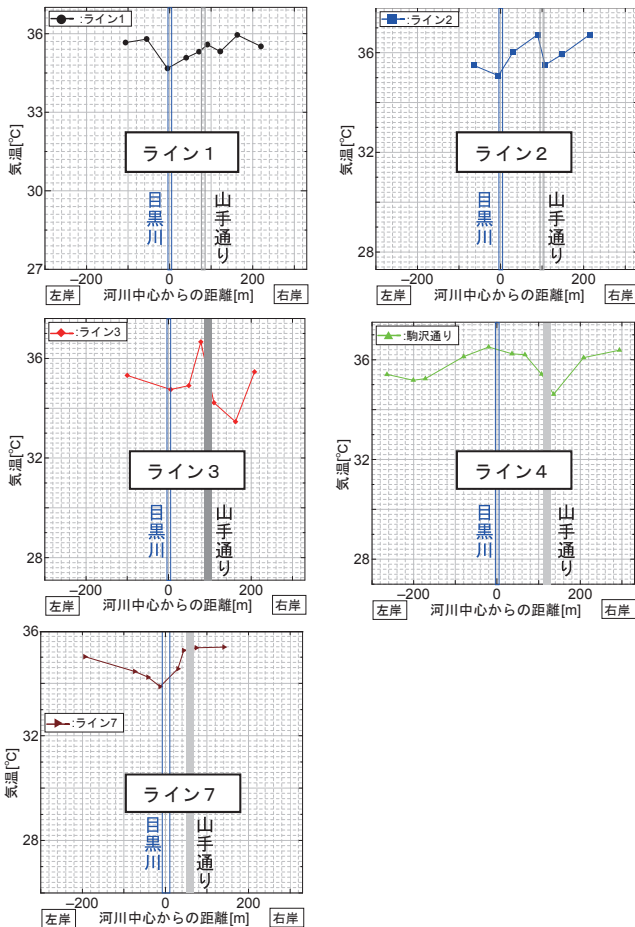 :ライン1
36
33
30
27
気温[℃]
ライン1
目黒川
山手通り
−200
0
200
左岸
河川中心からの距離[m]
右岸
:ライン2
36
32
28
気温[℃]
ライン2
目黒川
山手通り
−200
0
200
左岸
河川中心からの距離[m]
右岸
:ライン3
36
32
28
気温[℃]
ライン3
目黒川
山手通り
−200
0
200
左岸
河川中心からの距離[m]
右岸
:駒沢通り
36
32
28
気温[℃]
ライン4
目黒川
山手通り
−200
0
200
左岸
河川中心からの距離[m]
右岸
36
:ライン7
32
28
気温[℃]
ライン7
目黒川
山手通り
−200
0
200
左岸
河川中心からの距離[m]
右岸